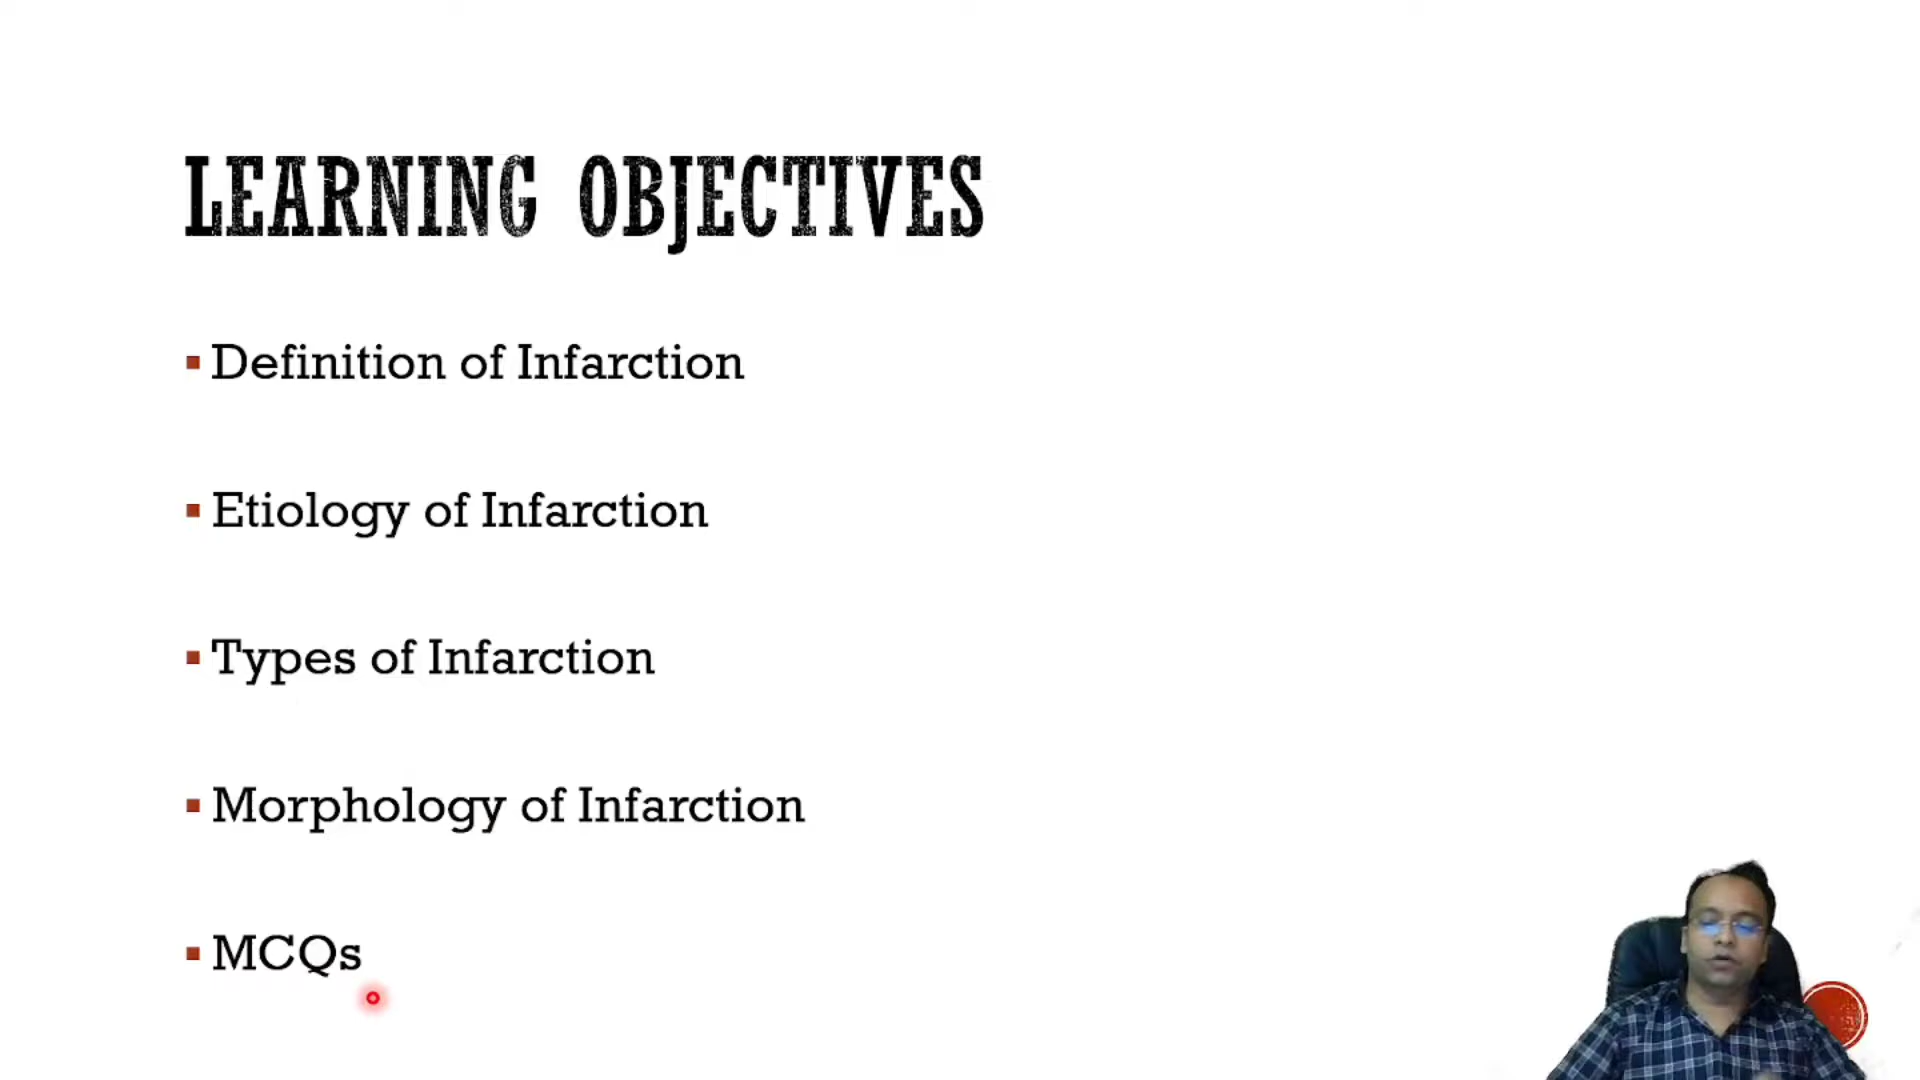 LEARNING OBJECTIVES
▪ Definition of Infarction
▪ Etiology of Infarction
▪ Types of Infarction
▪ Morphology of Infarction
▪ MCQs